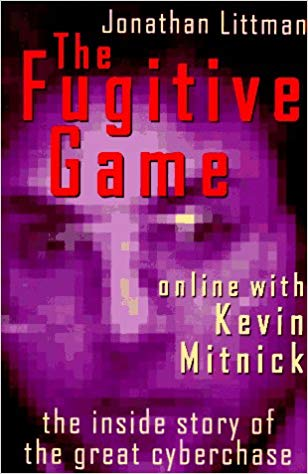 Jonathan Littman
The
Fugitive
Game
online with
Kevin
Mitnick
the inside story of
the great cyberchase